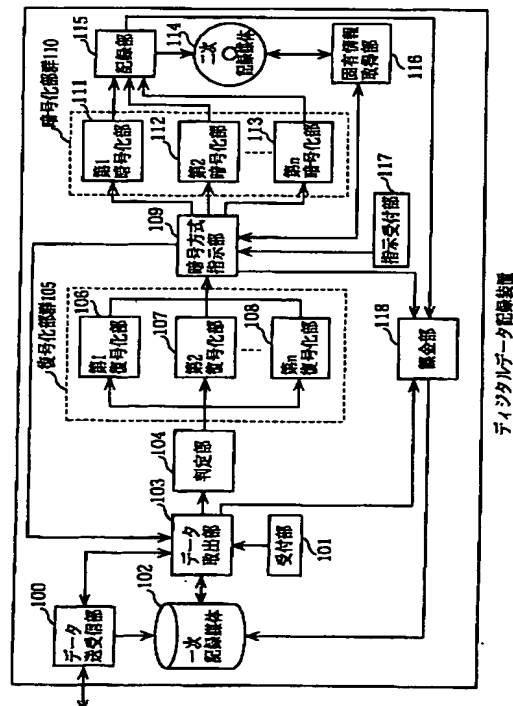 100
データ
送受信部
102
一次
記録媒体
103
データ
取出部
受付部
101
104
判定部
復号化部群105
106
第1
復号化部
107
第2
復号化部
108
第n
復号化部
109
暗号方式
指示部
暗号化部群110
111
第1
暗号化部
112
第2
暗号化部
113
第n
暗号化部
115
記録部
114
一次
記録媒体
固有情報
取得部
116
117
指示受付部
118
課金部
ディジタルデータ記録装置